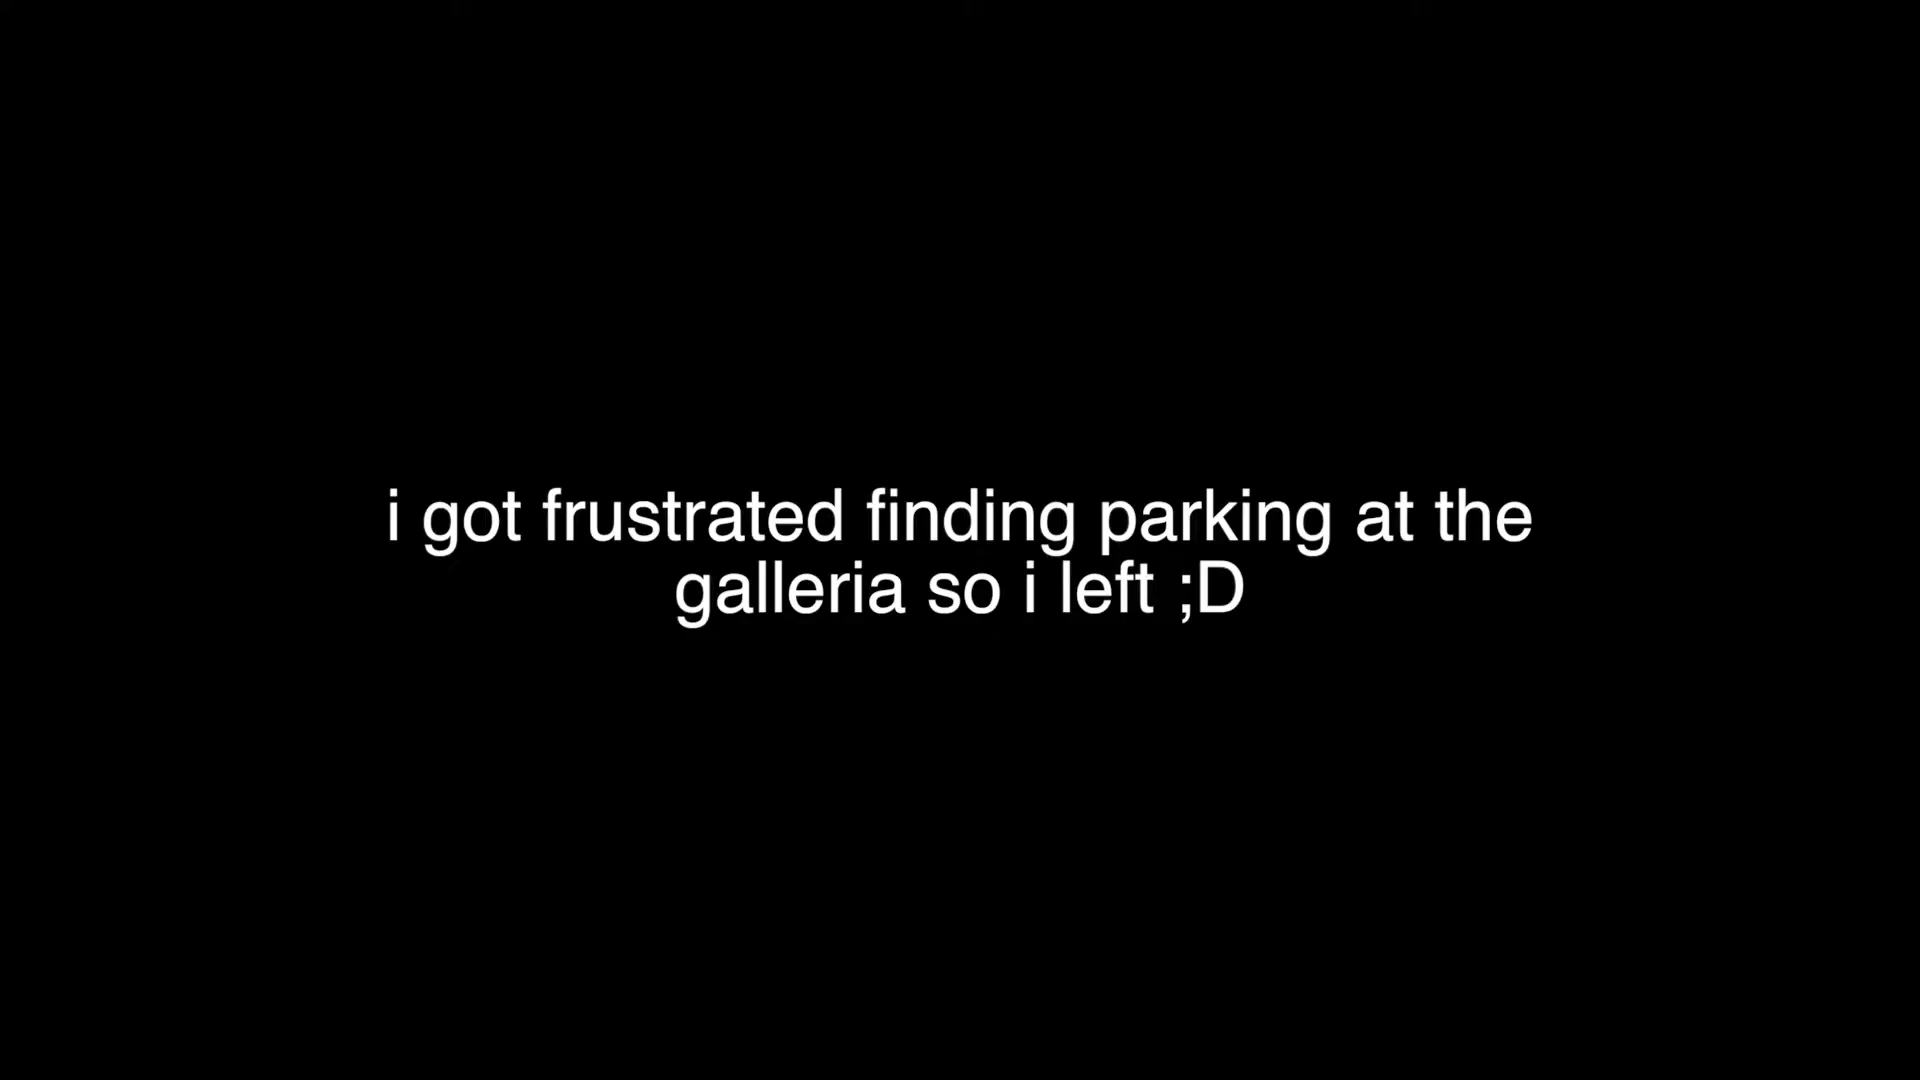 i got frustrated finding parking at the
galleria so i left ;D